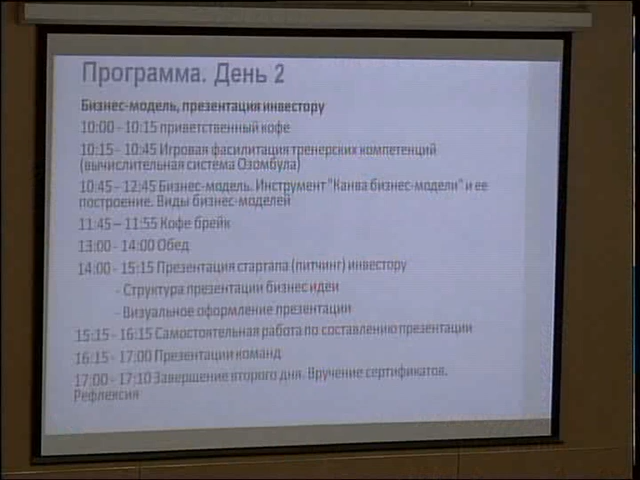 Программа. День 2
Бизнес-модель, презентация инвестору
10:00 - 10:15 приветственный кофе
10:15 - 10:45 Игровая фасилитация тренерских компетенций
(вычислительная система Озомбула)
10:45 - 12:45 Бизнес-модель. Инструмент "Канва бизнес-модели" и ее
построение. Виды бизнес-моделей
11:45 – 11:55 Кофе брейк
13:00 - 14:00 Обед
14:00 - 15:15 Презентация стартапа (питчинг) инвестору
- Структура презентации бизнес идеи
- Визуальное оформление презентации
15:15 - 16:15 Самостоятельная работа по составлению презентации
16:15 - 17:00 Презентации команд
17:00 - 17:10 Завершение второго дня. Вручение сертификатов.
Рефлексия